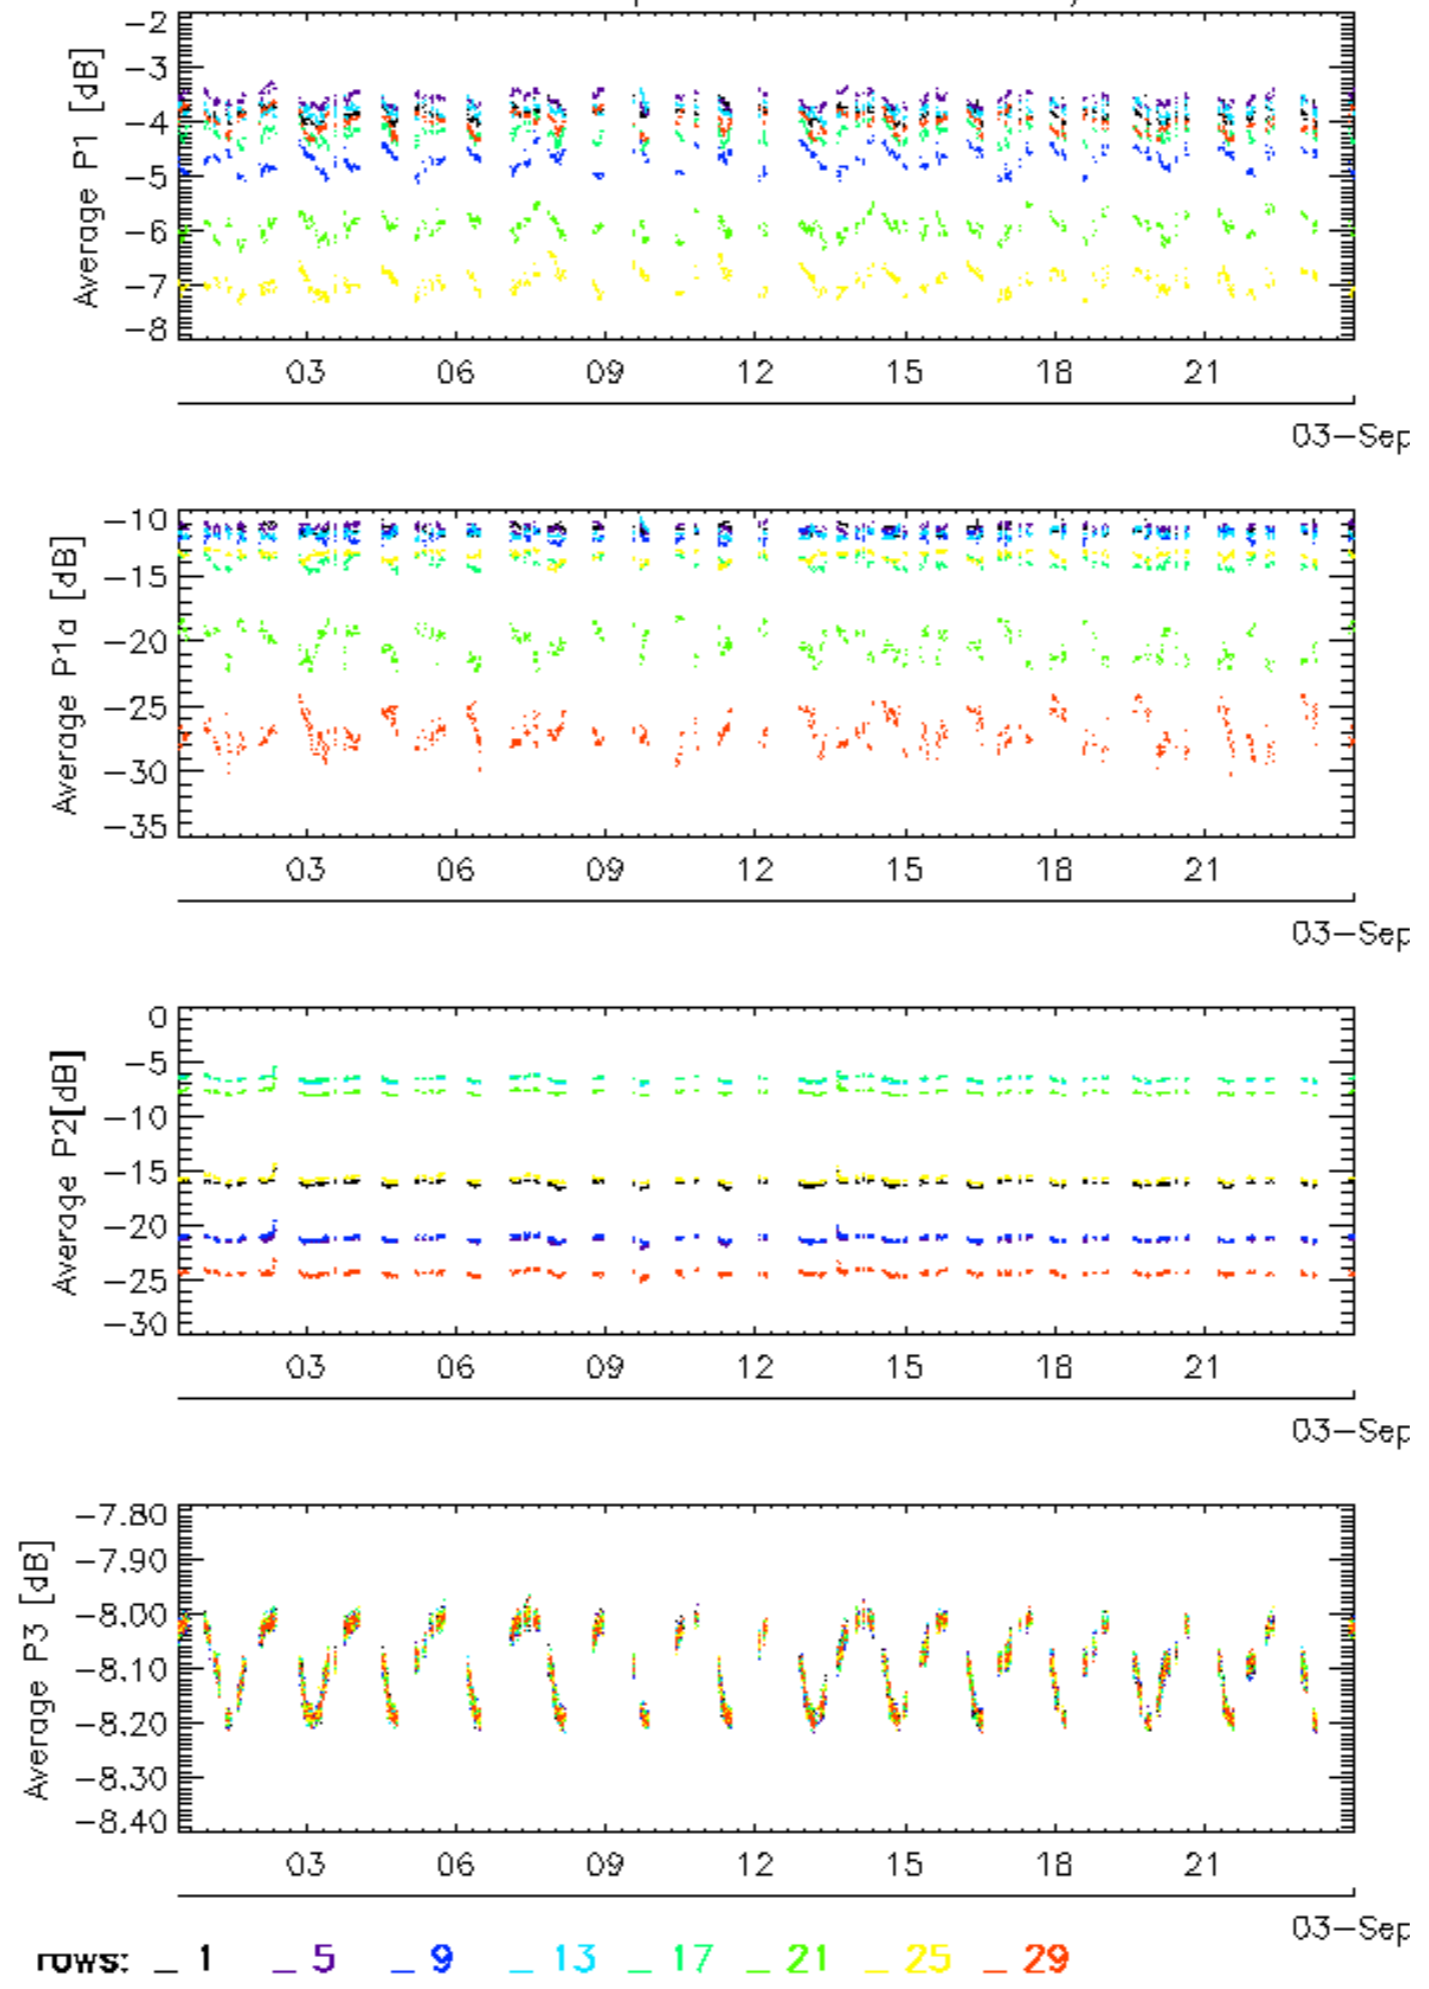 Average P1 [dB]
-2
-3
-4
-5
-6
-7
-8
03 06 09 12 15 18 21
03-Sep
Average P1a [dB]
-10
-15
-20
-25
-30
-35
03 06 09 12 15 18 21
03-Sep
Average P2[dB]
0
-5
-10
-15
-20
-25
-30
03 06 09 12 15 18 21
03-Sep
Average P3 [dB]
-7.80
-7.90
-8.00
-8.10
-8.20
-8.30
-8.40
03 06 09 12 15 18 21
03-Sep
rows: _ 1 _ 5 _ 9 _ 13 _ 17 _ 21 _ 25 _ 29